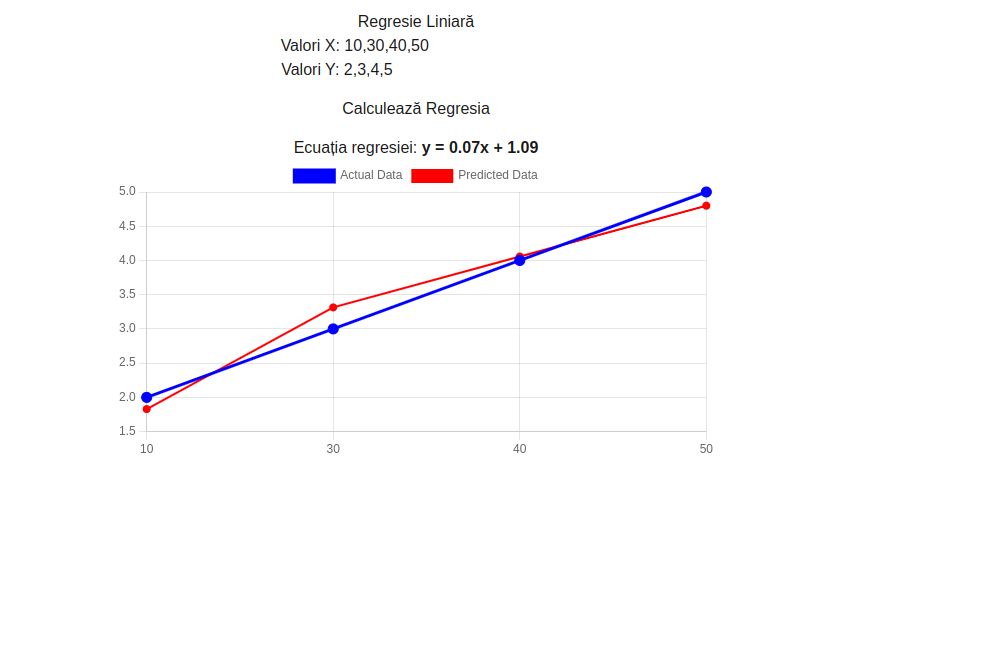 Regresie Liniară
Valori X: 10,30,40,50
Valori Y: 2,3,4,5
Calculează Regresia
Ecuația regresiei: y = 0.07x + 1.09
Actual Data Predicted Data
5.0
4.5
4.0
3.5
3.0
2.5
2.0
1.5
10 30 40 50